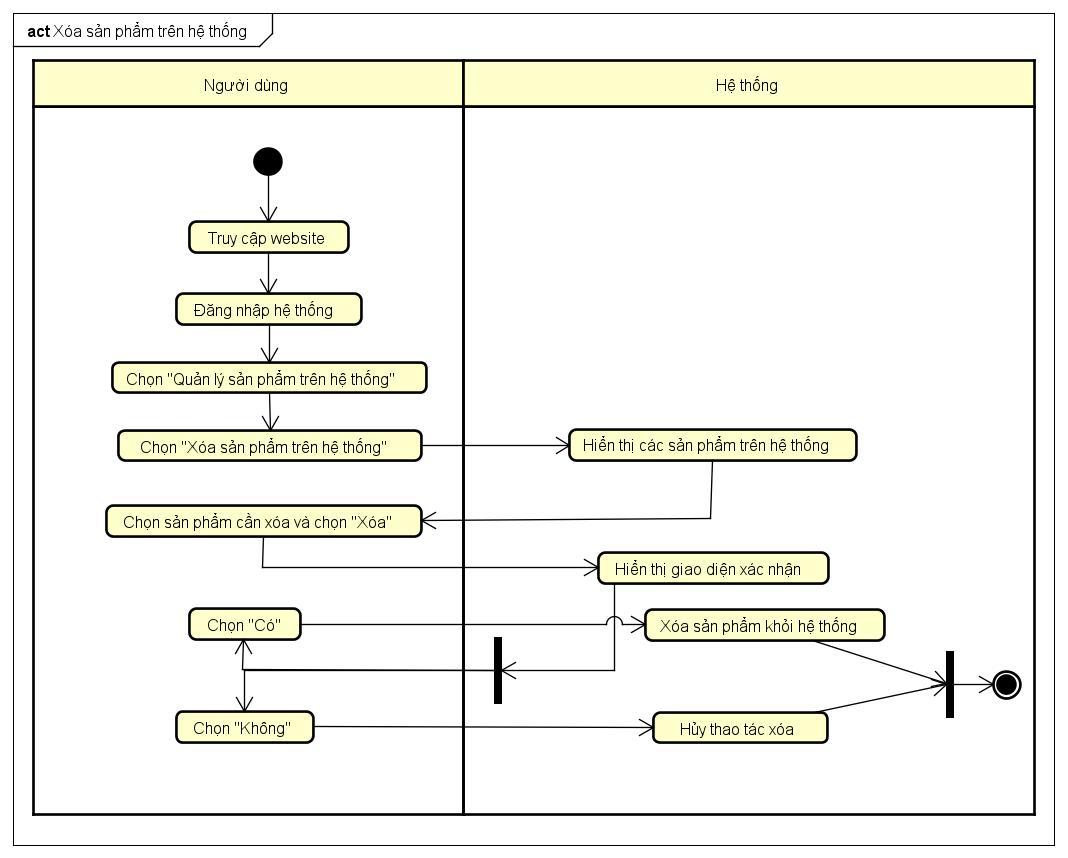 act Xóa sản phẩm trên hệ thống
Người dùng
Hệ thống
Truy cập website
Đăng nhập hệ thống
Chọn "Quản lý sản phẩm trên hệ thống"
Chọn "Xóa sản phẩm trên hệ thống"
Hiển thị các sản phẩm trên hệ thống
Chọn sản phẩm cần xóa và chọn "Xóa"
Hiển thị giao diện xác nhận
Chọn "Có"
Xóa sản phẩm khỏi hệ thống
Chọn "Không"
Hủy thao tác xóa